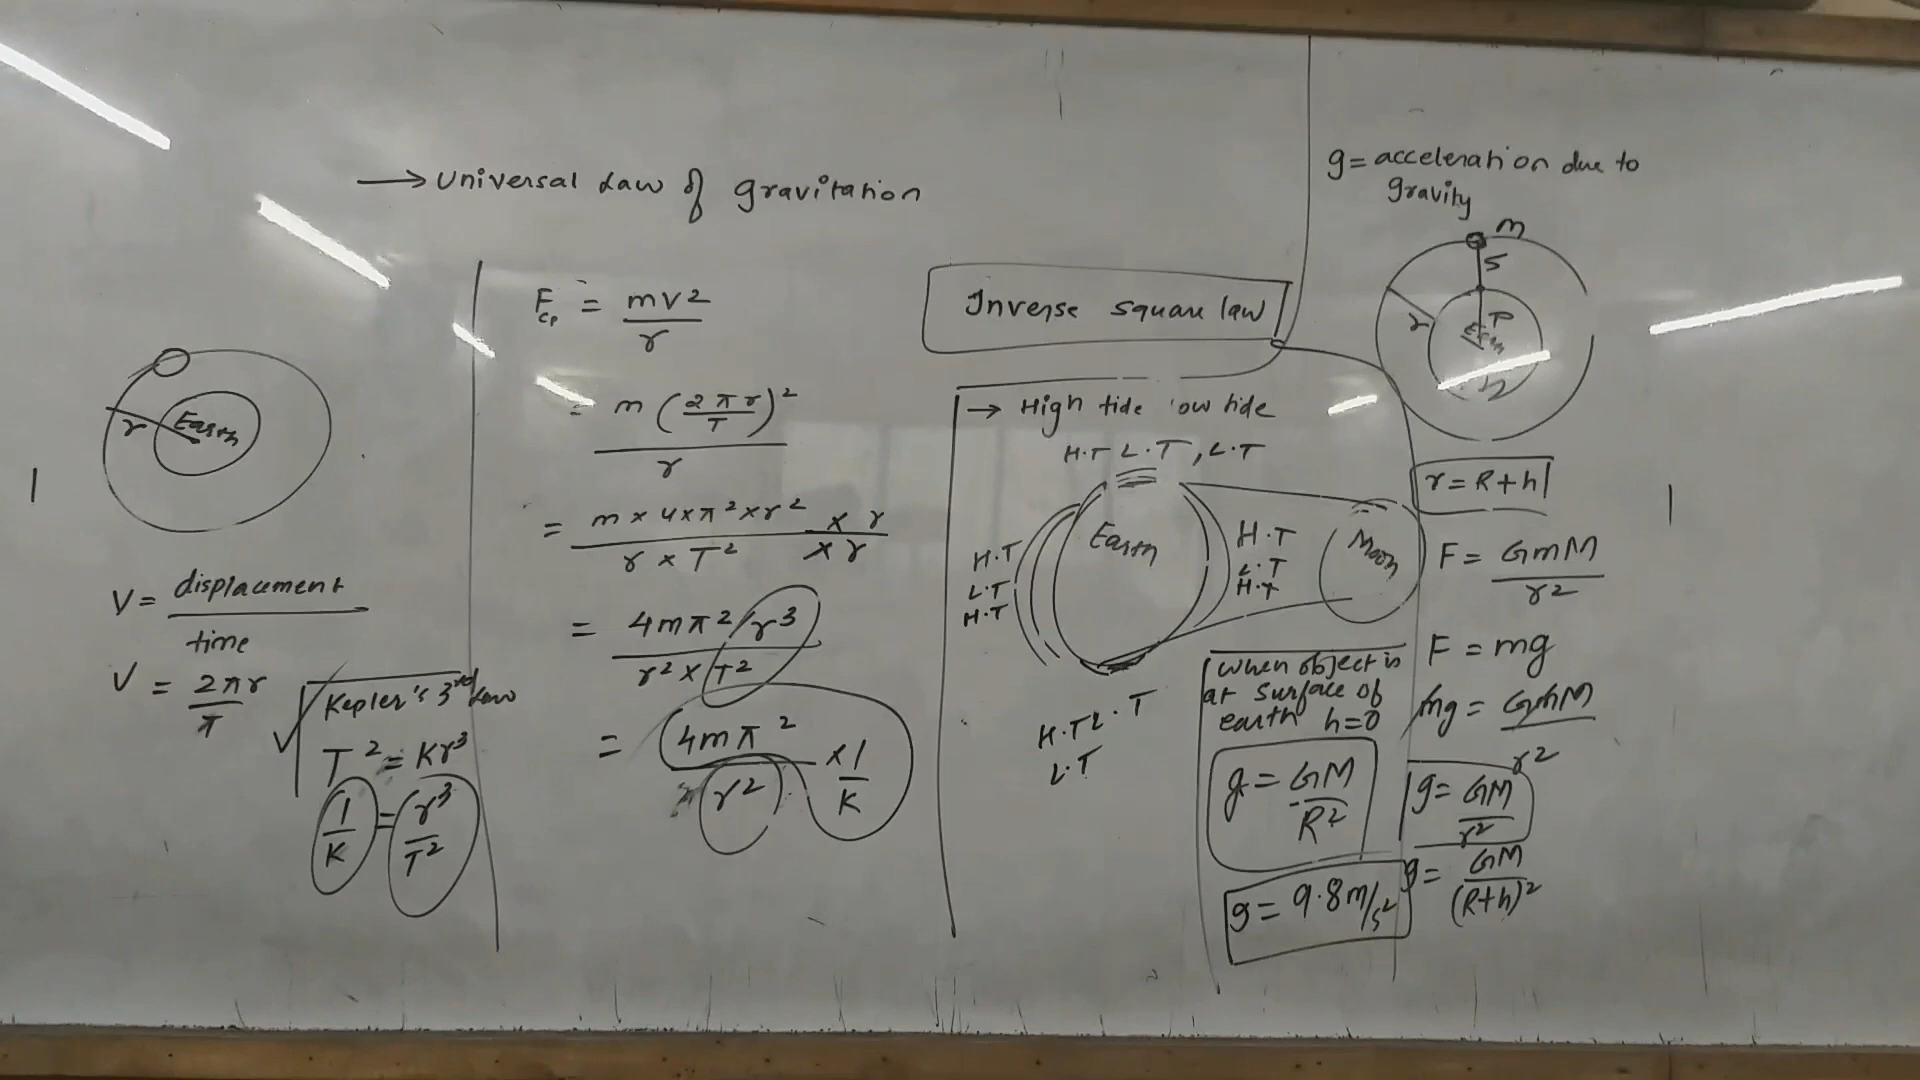 → Universal Law of gravitation
Earth
r
V = displacement / time
V = 2πr / T
Kepler's 3rd Law
T² = Kr³
1/K = r³/T²
Fcp = mv² / r
= m (2πr/T)² / r
= m × 4 × π² × r² × r / r × T² × r
= 4mπ² r³ / r² × T²
= 4mπ² / r² × 1/K
Inverse square law
→ High tide low tide
H.T L.T, L.T
Earth
H.T
L.T
H.T
H.T
L.T
H.T
Moon
H.T L.T
L.T
g = acceleration due to
gravity
m
r
R
Earth
r = R+h
F = GmM / r²
F = mg
mg = GmM / r²
g = GM / r²
g = GM / (R+h)²
when object is
at surface of
earth h=0
g = GM / R²
g = 9.8m/s²